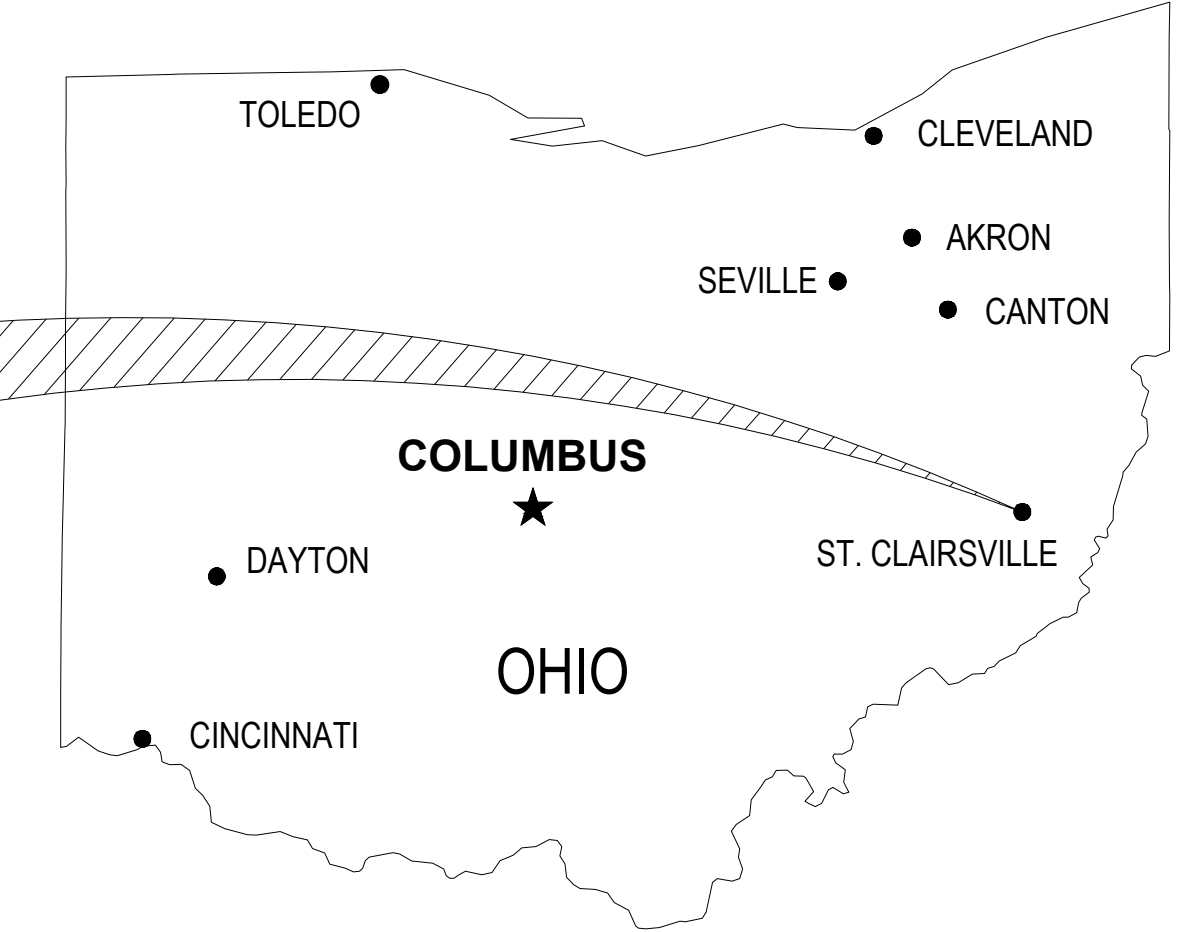 TOLEDO
CLEVELAND
AKRON
SEVILLE
CANTON
COLUMBUS
ST. CLAIRSVILLE
DAYTON
OHIO
CINCINNATI